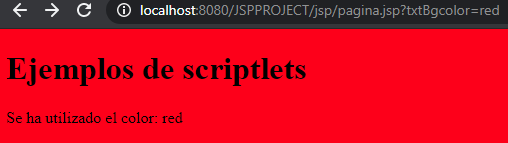 localhost:8080/JSPPROJECT/jsp/pagina.jsp?txtBgcolor=red
Ejemplos de scriptlets
Se ha utilizado el color: red